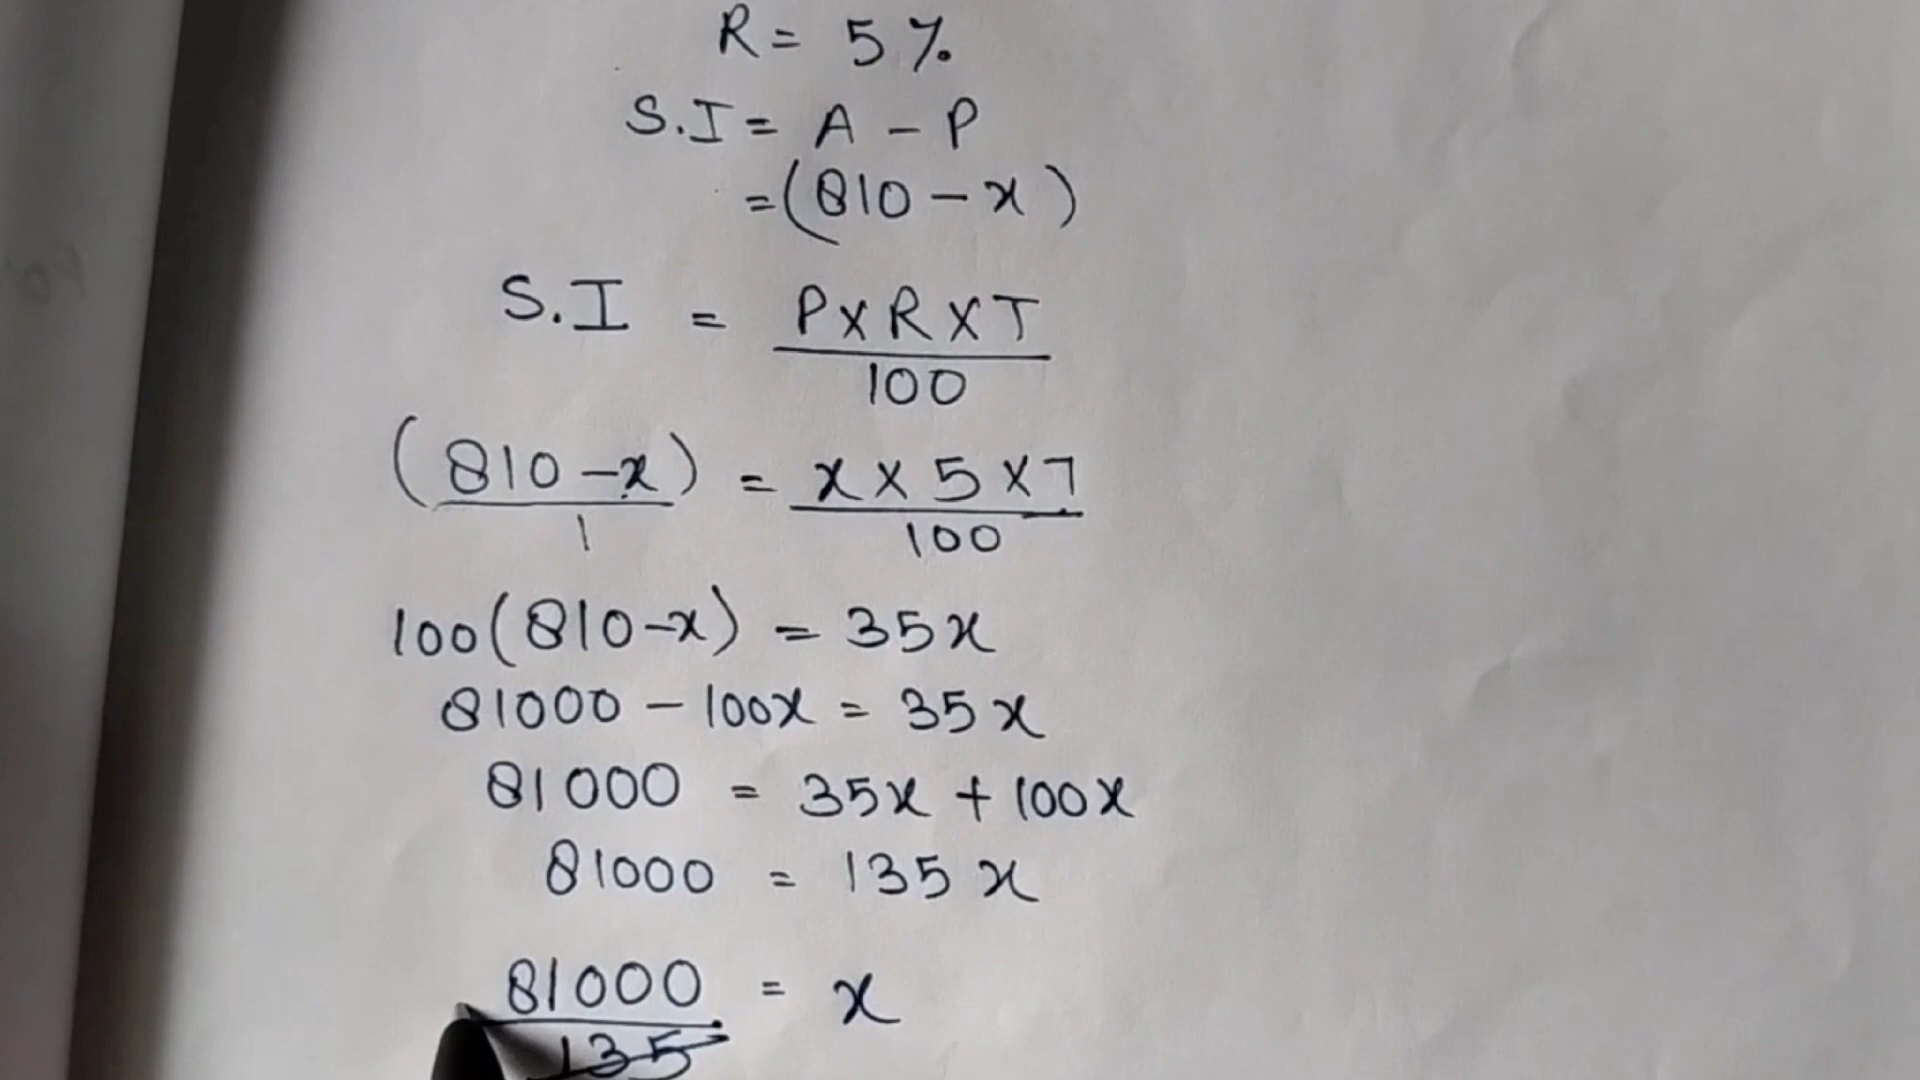 R = 5 %
S.I = A - P
= (810 - x)
S.I = P x R x T
100
(810 - x) = x x 5 x 7
1 100
100(810-x) = 35x
81000 - 100x = 35x
81000 = 35x + 100x
81000 = 135x
81000 = x
135